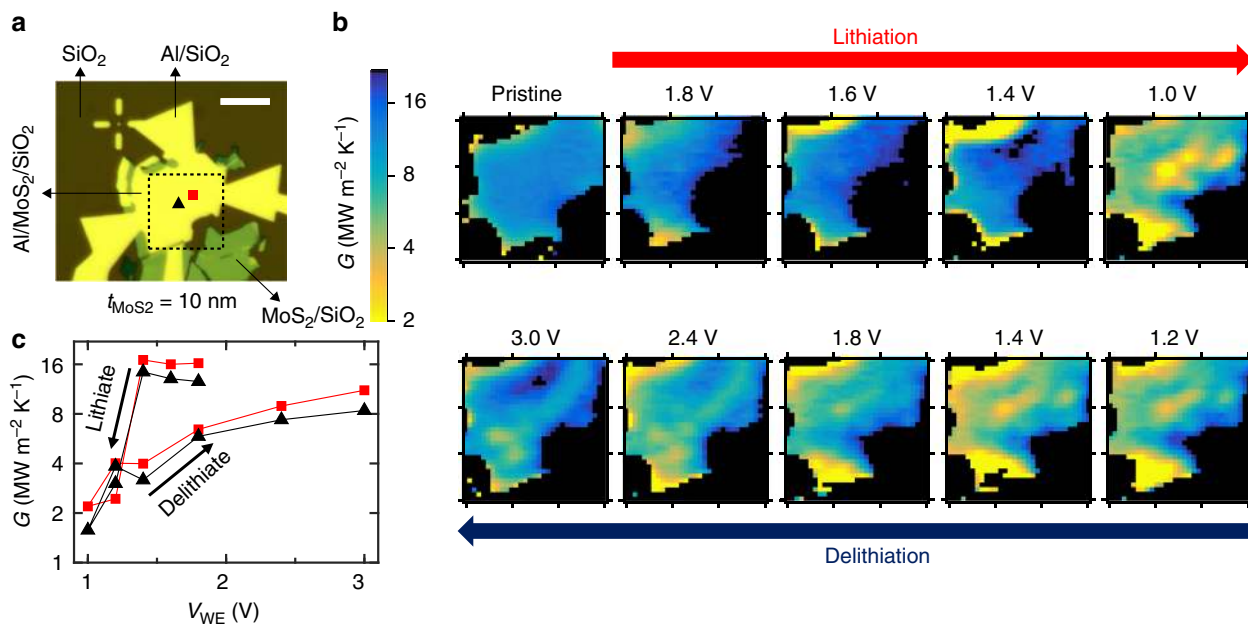 a
SiO2
Al/SiO2
Al/MoS2/SiO2
tMoS2 = 10 nm
MoS2/SiO2
b
Lithiation
G (MW m−2 K−1)
16
8
4
2
Pristine
1.8 V
1.6 V
1.4 V
1.0 V
3.0 V
2.4 V
1.8 V
1.4 V
1.2 V
Delithiation
c
G (MW m−2 K−1)
16
8
4
2
1
Lithiate
Delithiate
1
2
3
VWE (V)